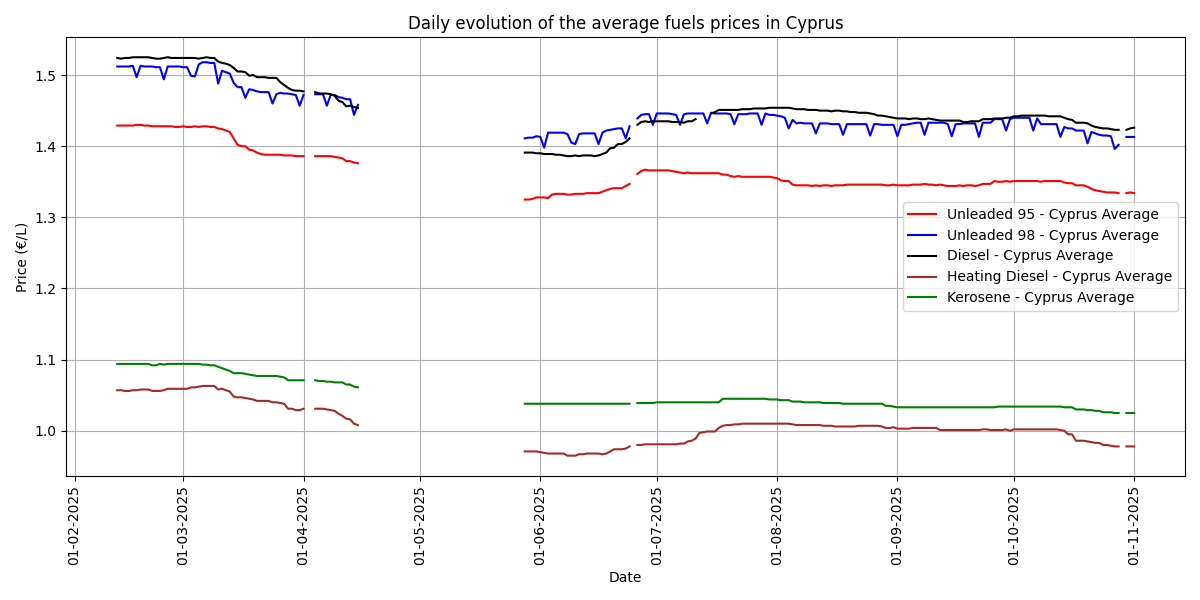 Daily evolution of the average fuels prices in Cyprus
Price (€/L)
1.5
1.4
1.3
1.2
1.1
1.0
Unleaded 95 - Cyprus Average
Unleaded 98 - Cyprus Average
Diesel - Cyprus Average
Heating Diesel - Cyprus Average
Kerosene - Cyprus Average
01-02-2025
01-03-2025
01-04-2025
01-05-2025
01-06-2025
01-07-2025
01-08-2025
01-09-2025
01-10-2025
01-11-2025
Date